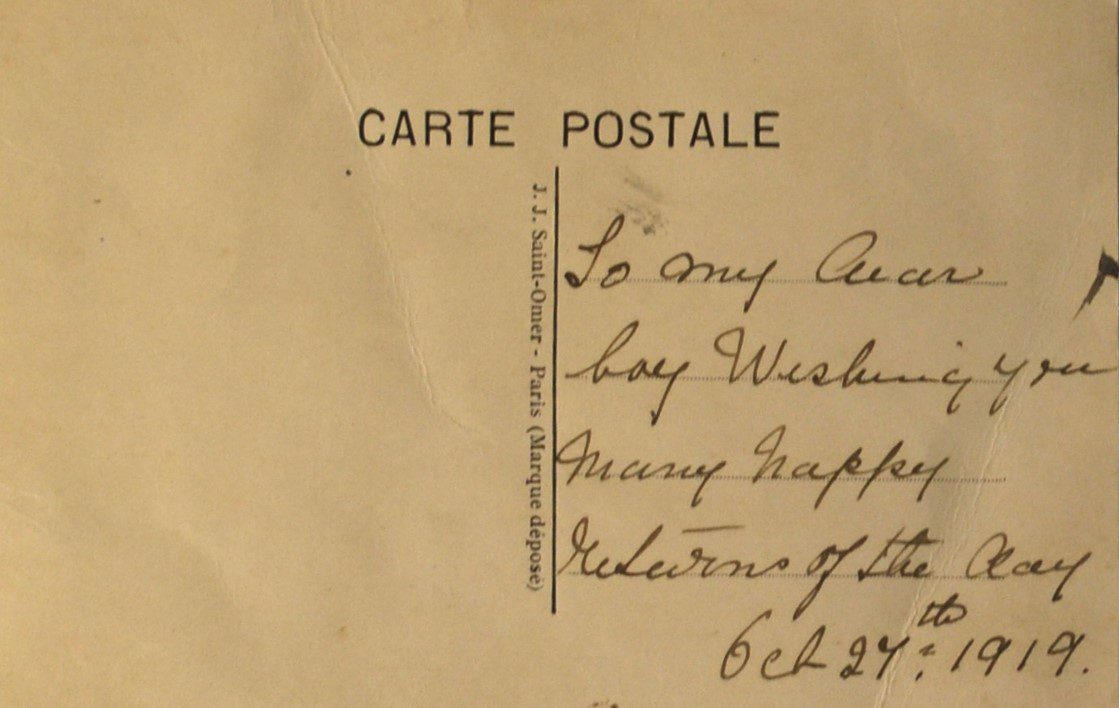 CARTE POSTALE
J. J. Saint-Omer - Paris (Marque déposé)
To my dear
boy Wishing you
Many happy
Returns of the day
Oct 27th 1919.